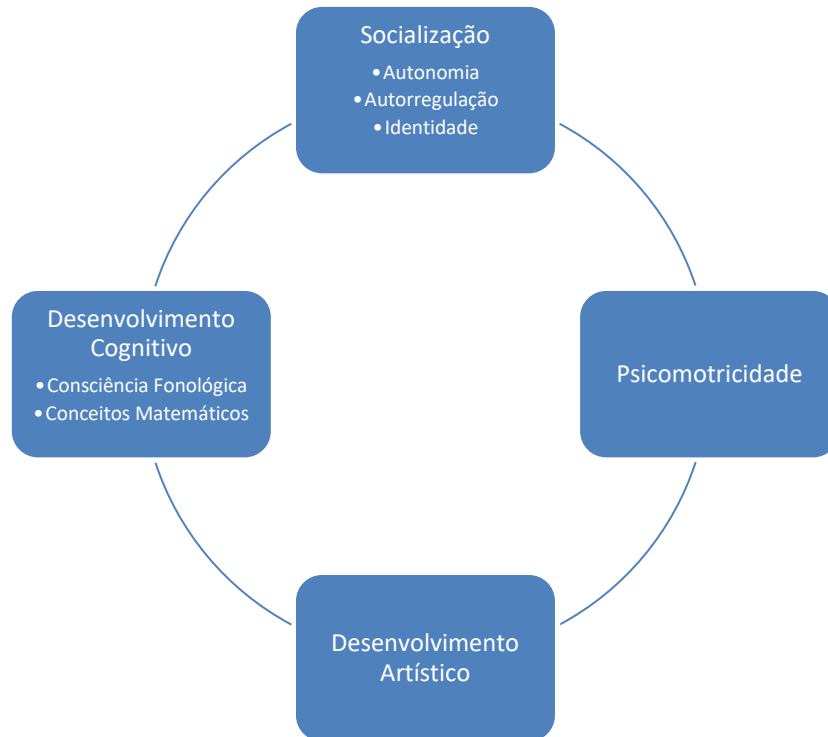 Socialização
• Autonomia
• Autorregulação
• Identidade
Desenvolvimento
Cognitivo
• Consciência Fonológica
• Conceitos Matemáticos
Psicomotricidade
Desenvolvimento
Artístico